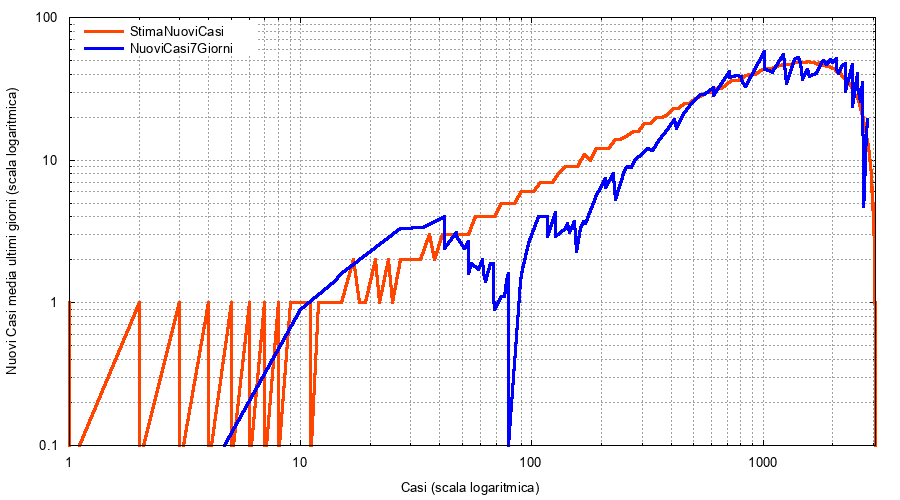 100
StimaNuoviCasi
NuoviCasi7Giorni
Nuovi Casi media ultimi giorni (scala logaritmica)
10
1
0.1
1 10 100 1000
Casi (scala logaritmica)